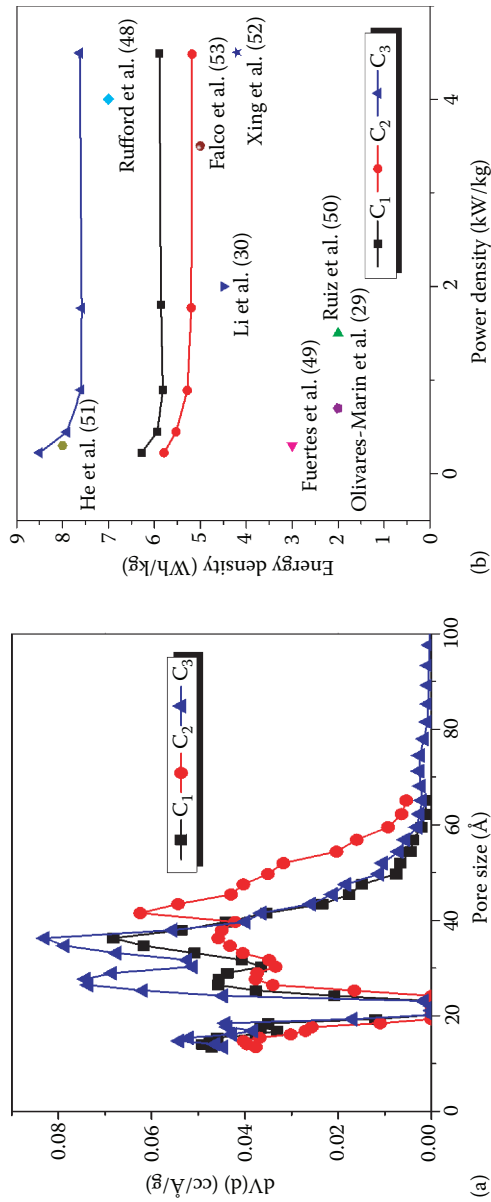 0.08
0.06
0.04
0.02
0.00
dV(d) (cc/Å/g)
0
20
40
60
80
100
Pore size (Å)
C1
C2
C3
(a)
9
8
7
6
5
4
3
2
1
0
Energy density (Wh/kg)
0
2
4
Power density (kW/kg)
He et al. (51)
Rufford et al. (48)
Falco et al. (53)
Xing et al. (52)
Li et al. (30)
Fuertes et al. (49)
Ruiz et al. (50)
Olivares-Marin et al. (29)
C1
C2
C3
(b)